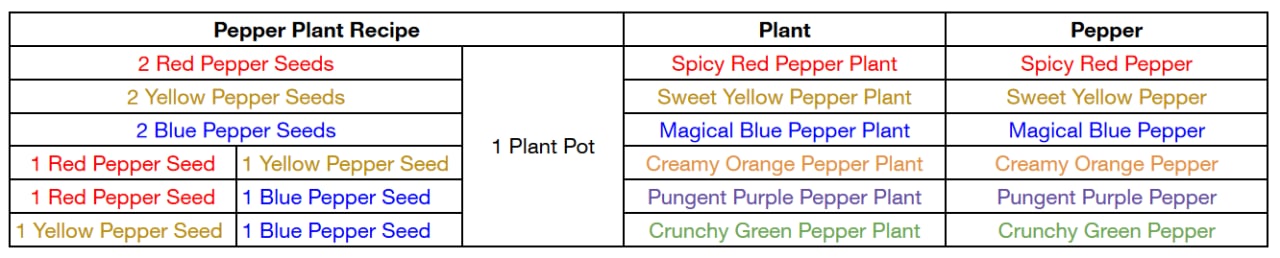 Pepper Plant Recipe Plant Pepper
2 Red Pepper Seeds Spicy Red Pepper Plant Spicy Red Pepper
2 Yellow Pepper Seeds Sweet Yellow Pepper Plant Sweet Yellow Pepper
2 Blue Pepper Seeds Magical Blue Pepper Plant Magical Blue Pepper
1 Plant Pot
1 Red Pepper Seed 1 Yellow Pepper Seed Creamy Orange Pepper Plant Creamy Orange Pepper
1 Red Pepper Seed 1 Blue Pepper Seed Pungent Purple Pepper Plant Pungent Purple Pepper
1 Yellow Pepper Seed 1 Blue Pepper Seed Crunchy Green Pepper Plant Crunchy Green Pepper